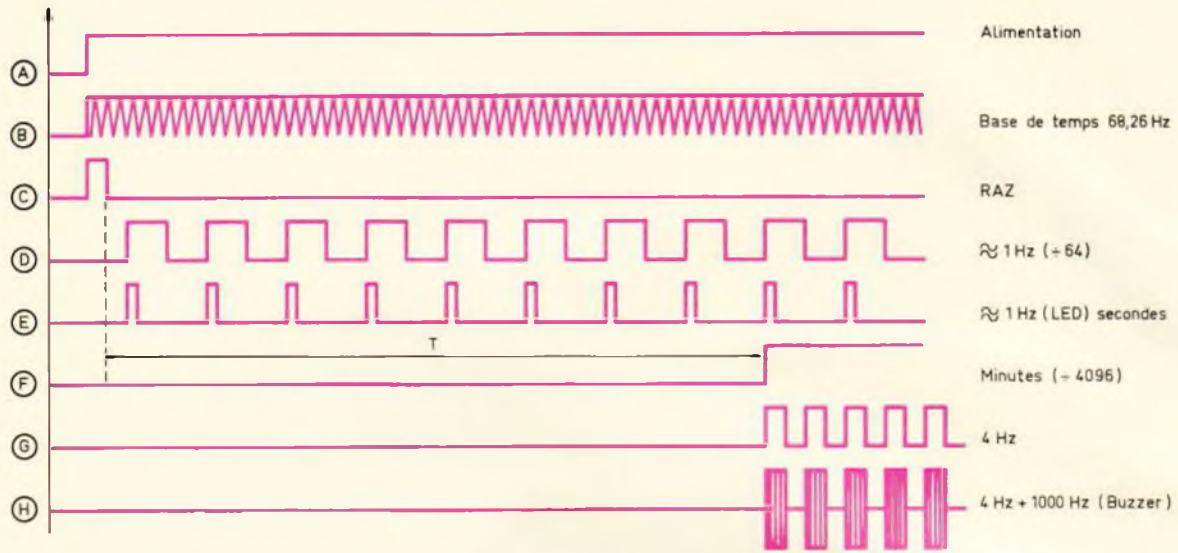 A Alimentation
B Base de temps 68,26 Hz
C RAZ
D ≈ 1 Hz (÷ 64)
E ≈ 1 Hz (LED) secondes
T
F Minutes (÷ 4096)
G 4 Hz
H 4 Hz + 1000 Hz (Buzzer)